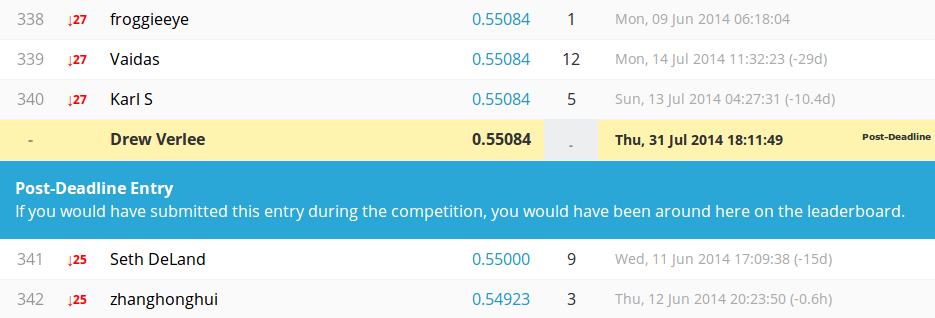 338 ↓27 froggieeye 0.55084 1 Mon, 09 Jun 2014 06:18:04
339 ↓27 Vaidas 0.55084 12 Mon, 14 Jul 2014 11:32:23 (-29d)
340 ↓27 Karl S 0.55084 5 Sun, 13 Jul 2014 04:27:31 (-10.4d)
- Drew Verlee 0.55084 - Thu, 31 Jul 2014 18:11:49 Post-Deadline
Post-Deadline Entry
If you would have submitted this entry during the competition, you would have been around here on the leaderboard.
341 ↓25 Seth DeLand 0.55000 9 Wed, 11 Jun 2014 17:09:38 (-15d)
342 ↓25 zhanghonghui 0.54923 3 Thu, 12 Jun 2014 20:23:50 (-0.6h)